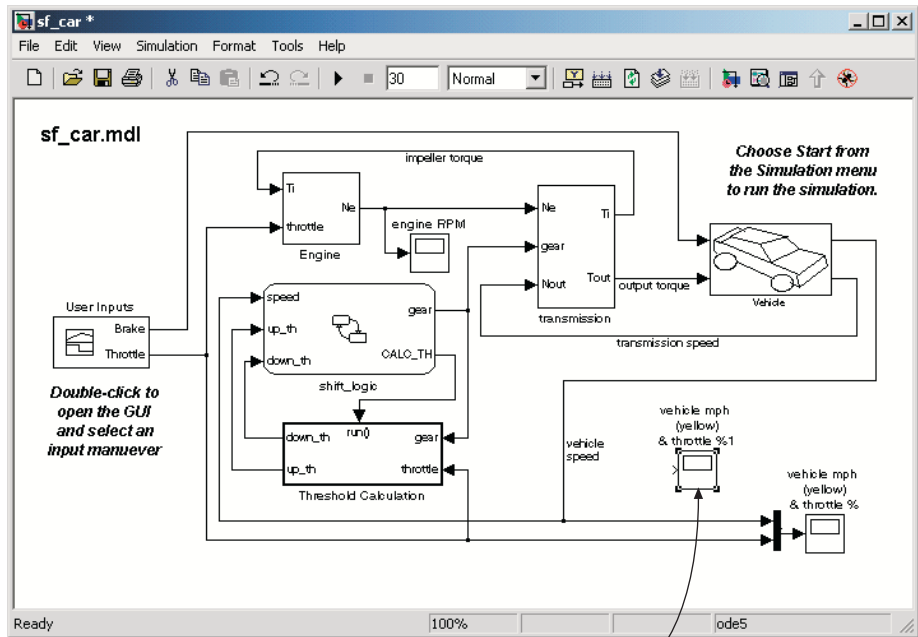 sf_car *
File Edit View Simulation Format Tools Help
30 Normal
sf_car.mdl
Choose Start from
the Simulation menu
to run the simulation.
impeller torque
Ti
throttle
Ne
Engine
engine RPM
Ne
gear
Nout
Ti
Tout
transmission
output torque
Vehicle
transmission speed
User Inputs
Brake
Throttle
Double-click to
open the GUI
and select an
input manuever
speed
up_th
down_th
gear
CALC_TH
shift_logic
down_th
up_th
run()
gear
throttle
Threshold Calculation
vehicle
speed
vehicle mph
(yellow)
& throttle %1
vehicle mph
(yellow)
& throttle %
Ready 100% ode5